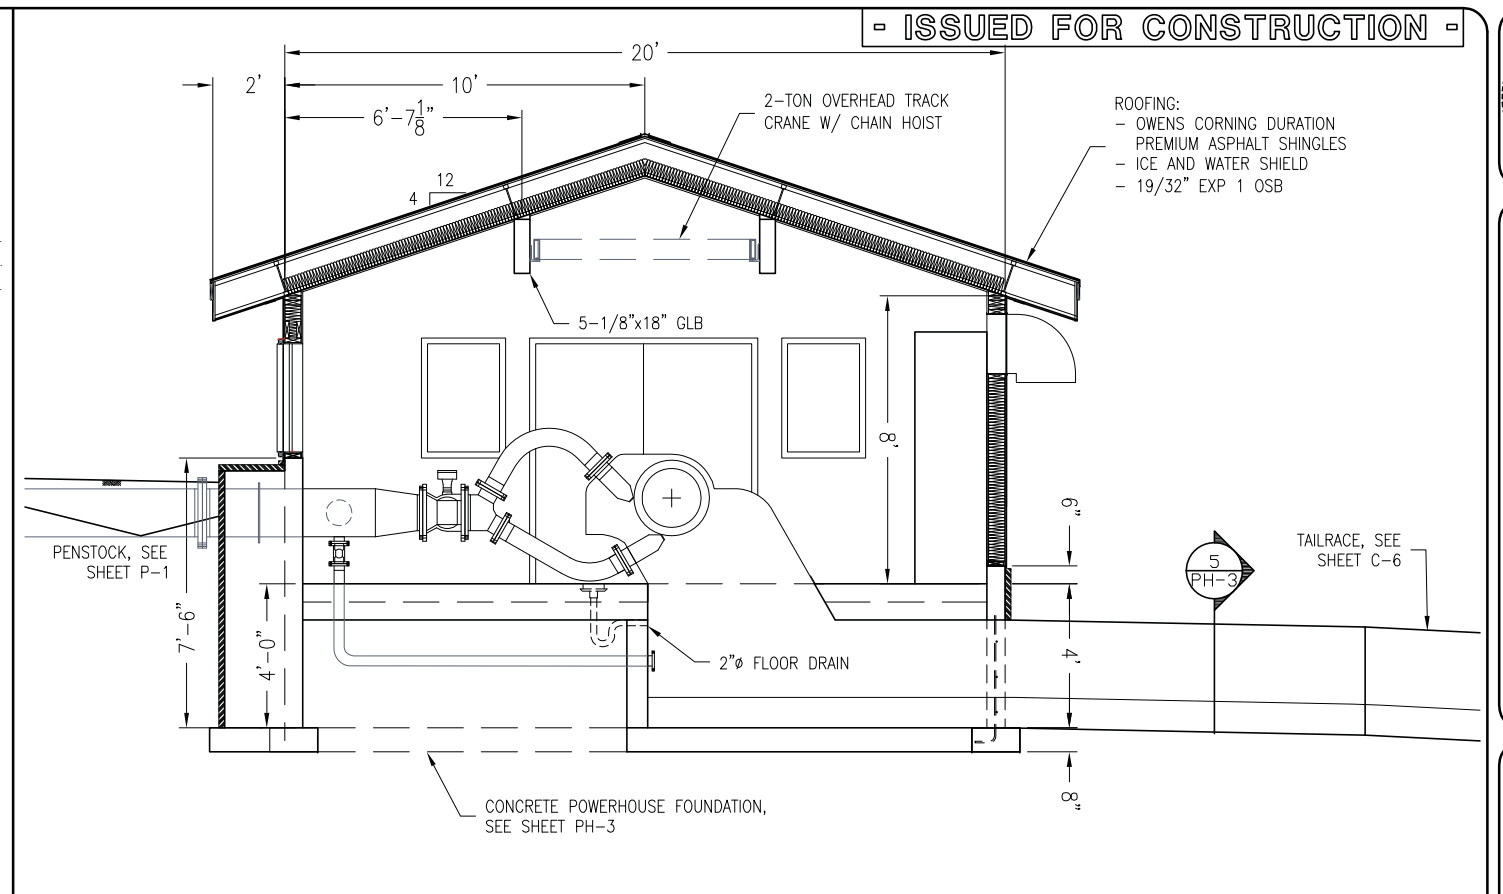 - ISSUED FOR CONSTRUCTION -
20'
2'
10'
6'-7 1/8"
2-TON OVERHEAD TRACK
CRANE W/ CHAIN HOIST
ROOFING:
- OWENS CORNING DURATION
PREMIUM ASPHALT SHINGLES
- ICE AND WATER SHIELD
- 19/32" EXP 1 OSB
12
4
5-1/8"x18" GLB
8'
6"
PENSTOCK, SEE
SHEET P-1
TAILRACE, SEE
SHEET C-6
5
PH-3
7'-6"
4'-0"
4'
2"ø FLOOR DRAIN
8"
CONCRETE POWERHOUSE FOUNDATION,
SEE SHEET PH-3